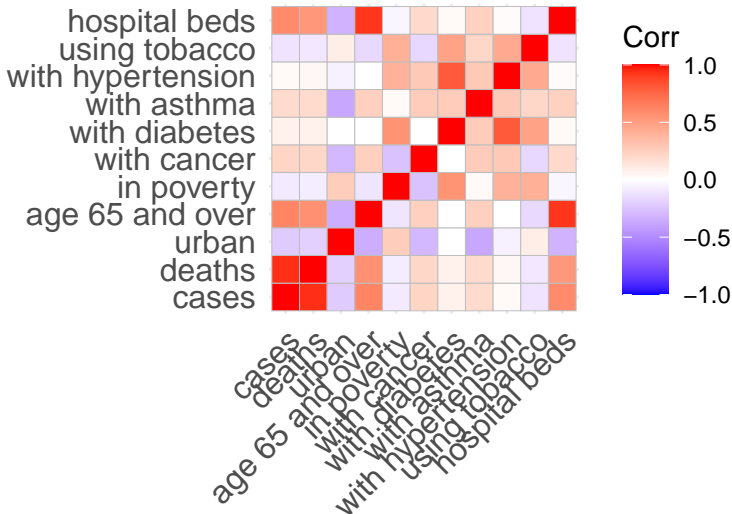 hospital beds
using tobacco
with hypertension
with asthma
with diabetes
with cancer
in poverty
age 65 and over
urban
deaths
cases
Corr
1.0
0.5
0.0
−0.5
−1.0
cases
deaths
urban
age 65 and over
in poverty
with cancer
with diabetes
with asthma
with hypertension
using tobacco
hospital beds